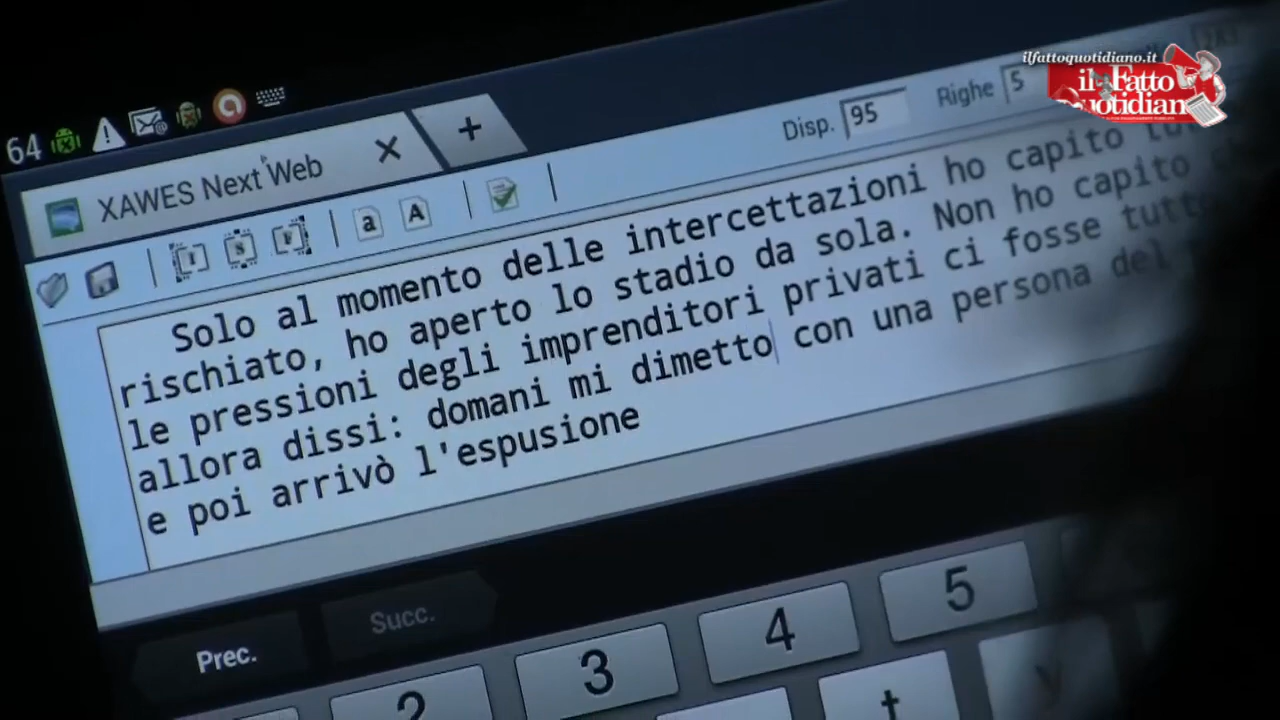 ilfattoquotidiano.it
il Fatto
Quotidian
64
XAWES Next Web
Disp. 95
Righe 5
a A
Solo al momento delle intercettazioni ho capito
rischiato, ho aperto lo stadio da sola. Non ho capito
le pressioni degli imprenditori privati ci fosse
allora dissi: domani mi dimetto con una persona del
e poi arrivò l'espusione
Prec. Succ.
2 3 4 5
t